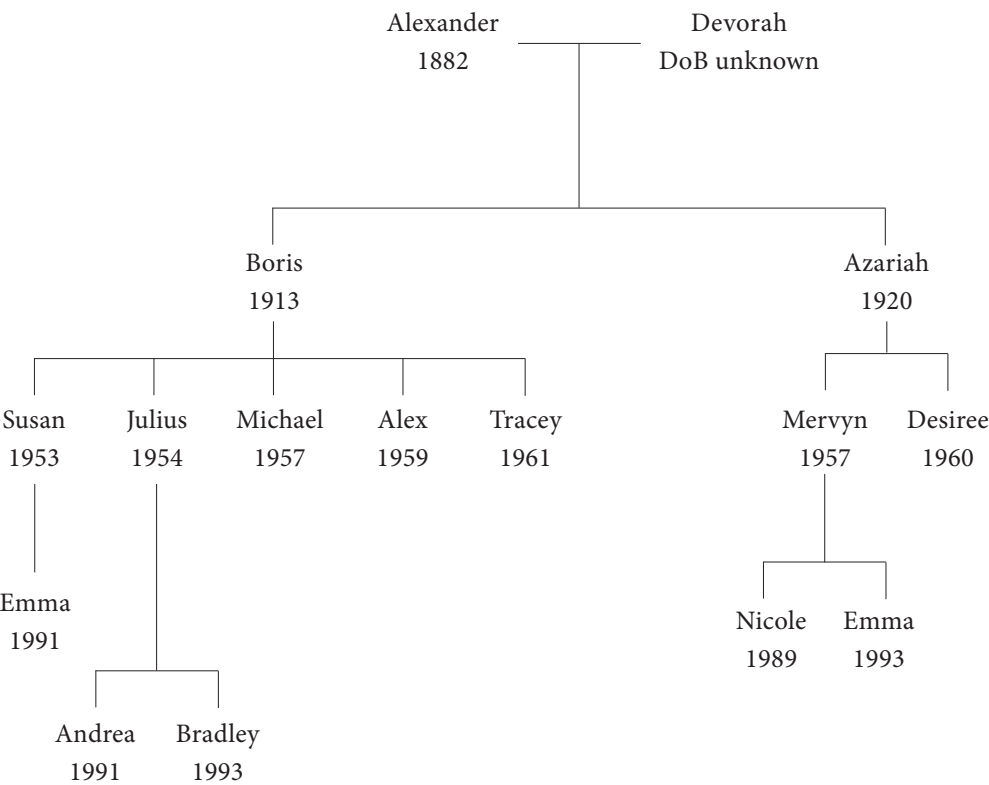 Alexander
1882
Devorah
DoB unknown
Boris
1913
Azariah
1920
Susan
1953
Julius
1954
Michael
1957
Alex
1959
Tracey
1961
Mervyn
1957
Desiree
1960
Emma
1991
Nicole
1989
Emma
1993
Andrea
1991
Bradley
1993